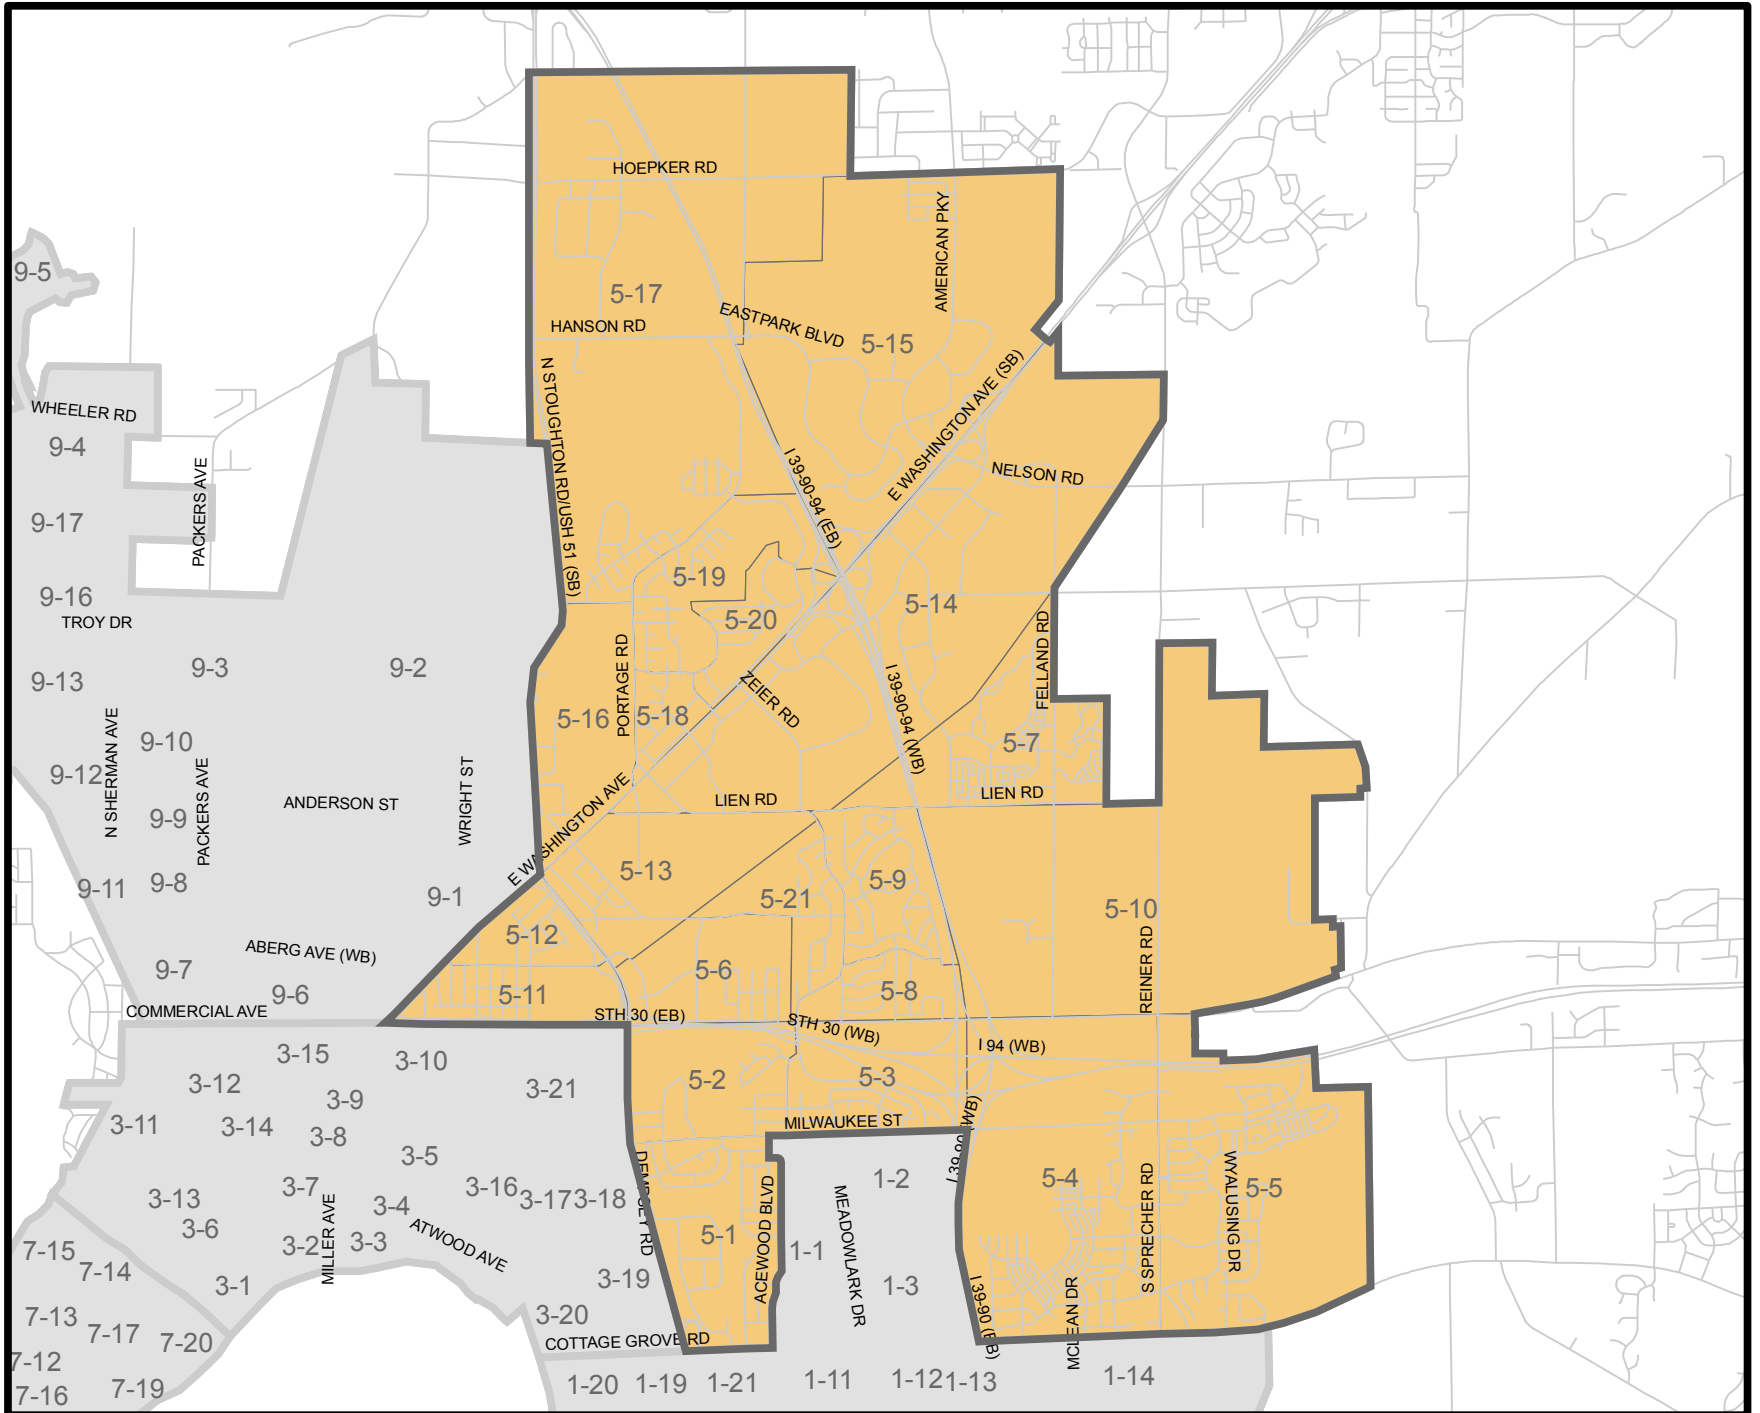 HOEPKER RD
AMERICAN PKY
9-5
5-17
HANSON RD
EASTPARK BLVD
5-15
N STOUGHTON RD/USH 51 (SB)
E WASHINGTON AVE (SB)
WHEELER RD
9-4
PACKERS AVE
I 39-90-94 (EB)
NELSON RD
9-17
5-19
5-14
9-16
TROY DR
5-20
PORTAGE RD
FELLAND RD
9-13
9-3
9-2
5-16
5-18
ZEIER RD
I 39-90-94 (WB)
5-7
N SHERMAN AVE
9-10
9-12
PACKERS AVE
ANDERSON ST
WRIGHT ST
9-9
E WASHINGTON AVE
LIEN RD
LIEN RD
9-11
9-8
9-1
5-13
5-21
5-9
5-10
5-12
ABERG AVE (WB)
9-7
9-6
5-11
5-6
5-8
REINER RD
COMMERCIAL AVE
STH 30 (EB)
STH 30 (WB)
I 94 (WB)
3-15
3-10
3-12
3-9
3-21
5-2
5-3
3-11
3-14
3-8
MILWAUKEE ST
I 39-90 (WB)
3-5
3-7
3-16
3-17
3-18
DEMPSEY RD
ACEWOOD BLVD
1-2
MEADOWLARK DR
5-4
S SPRECHER RD
WYALUSING DR
5-5
3-13
3-6
3-4
MILLER AVE
ATWOOD AVE
3-2
3-3
5-1
1-1
7-15
7-14
3-1
3-19
1-3
I 39-90 (EB)
MCLEAN DR
7-13
7-17
7-20
3-20
COTTAGE GROVE RD
7-12
7-16
7-19
1-20
1-19
1-21
1-11
1-12
1-13
1-14